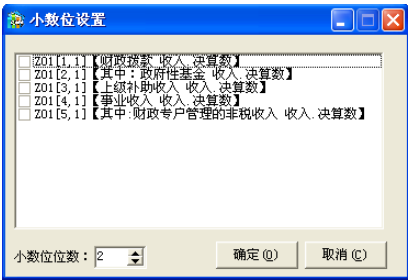 小数位设置
Z01[1,1]【财政拨款 收入.决算数】
Z01[2,1]【其中：政府性基金 收入.决算数】
Z01[3,1]【上级补助收入 收入.决算数】
Z01[4,1]【事业收入 收入.决算数】
Z01[5,1]【其中:财政专户管理的非税收入 收入.决算数】
小数位位数：2 确定(O) 取消(C)